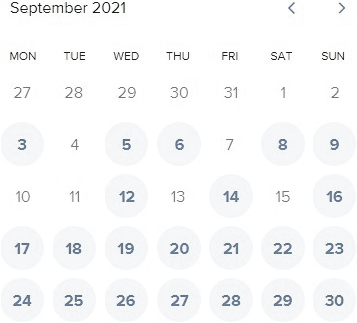 September 2021
MON TUE WED THU FRI SAT SUN
27 28 29 30 31 1 2
3 4 5 6 7 8 9
10 11 12 13 14 15 16
17 18 19 20 21 22 23
24 25 26 27 28 29 30